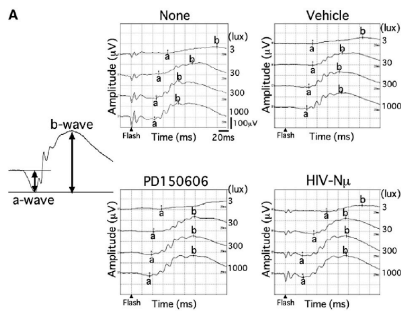 A
None
(lux)
b
3
a
b
30
a
b
300
a
b
1000
a
100μV
Amplitude (μV)
Flash
Time (ms)
20ms
Vehicle
(lux)
b
3
a
b
30
a
b
300
a
b
1000
a
Amplitude (μV)
Flash
Time (ms)
b-wave
a-wave
PD150606
(lux)
3
a
b
30
a
b
300
a
b
1000
a
Amplitude (μV)
Flash
Time (ms)
HIV-Nμ
(lux)
b
3
a
b
30
a
b
300
a
b
1000
a
Amplitude (μV)
Flash
Time (ms)